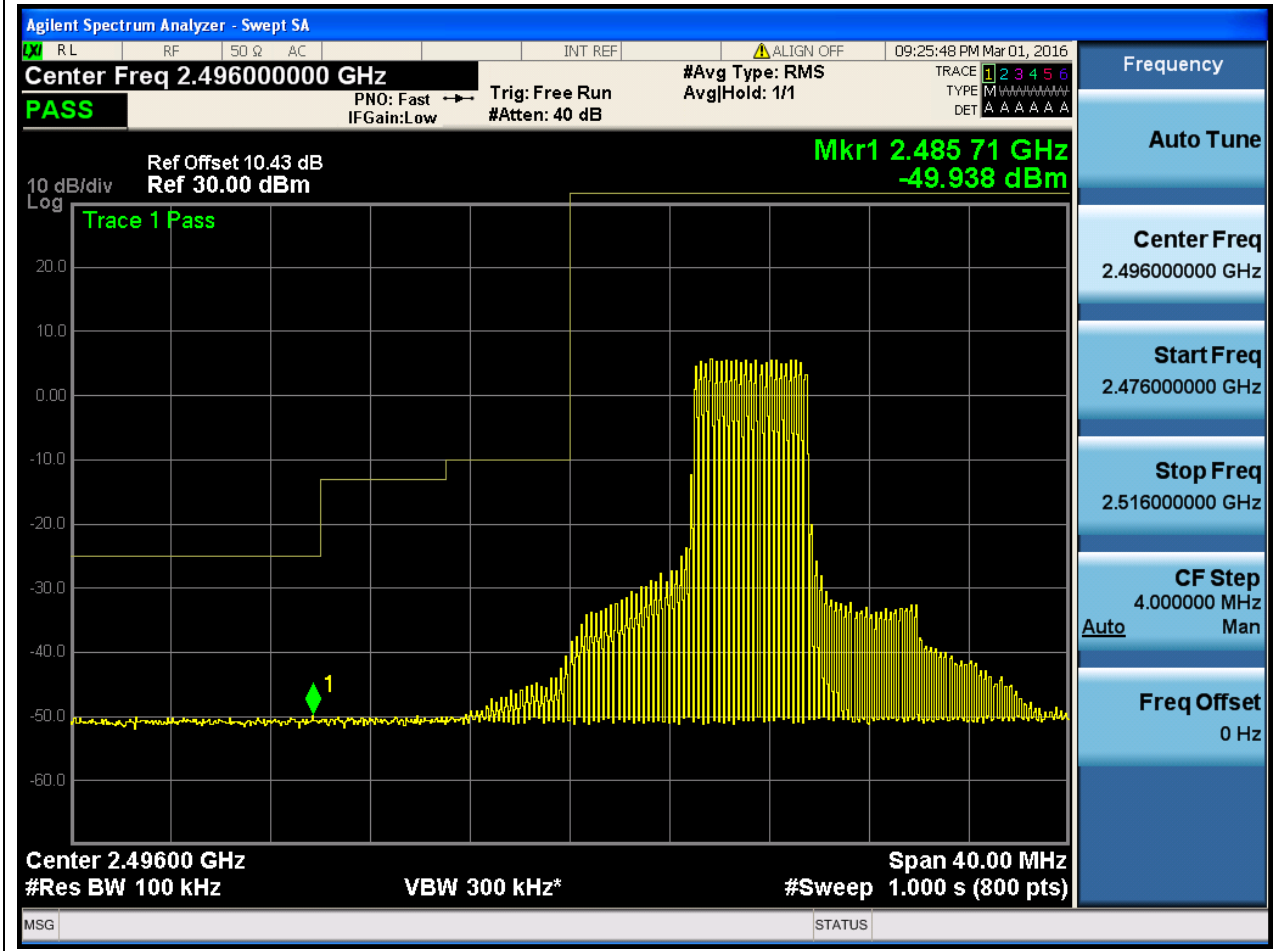 Agilent Spectrum Analyzer - Swept SA
LXI RL RF 50 Ω AC INT REF ALIGN OFF 09:25:48 PM Mar 01, 2016
Center Freq 2.496000000 GHz
PASS
PNO: Fast
IFGain:Low
Trig: Free Run
#Atten: 40 dB
#Avg Type: RMS
Avg|Hold: 1/1
TRACE 1 2 3 4 5 6
TYPE M
DET A A A A A A
Mkr1 2.485 71 GHz
-49.938 dBm
Ref Offset 10.43 dB
10 dB/div Ref 30.00 dBm
Log
Trace 1 Pass
20.0
10.0
0.00
-10.0
-20.0
-30.0
-40.0
-50.0
-60.0
1
Center 2.49600 GHz Span 40.00 MHz
#Res BW 100 kHz VBW 300 kHz* #Sweep 1.000 s (800 pts)
MSG STATUS
Frequency
Auto Tune
Center Freq
2.496000000 GHz
Start Freq
2.476000000 GHz
Stop Freq
2.516000000 GHz
CF Step
4.000000 MHz
Auto Man
Freq Offset
0 Hz